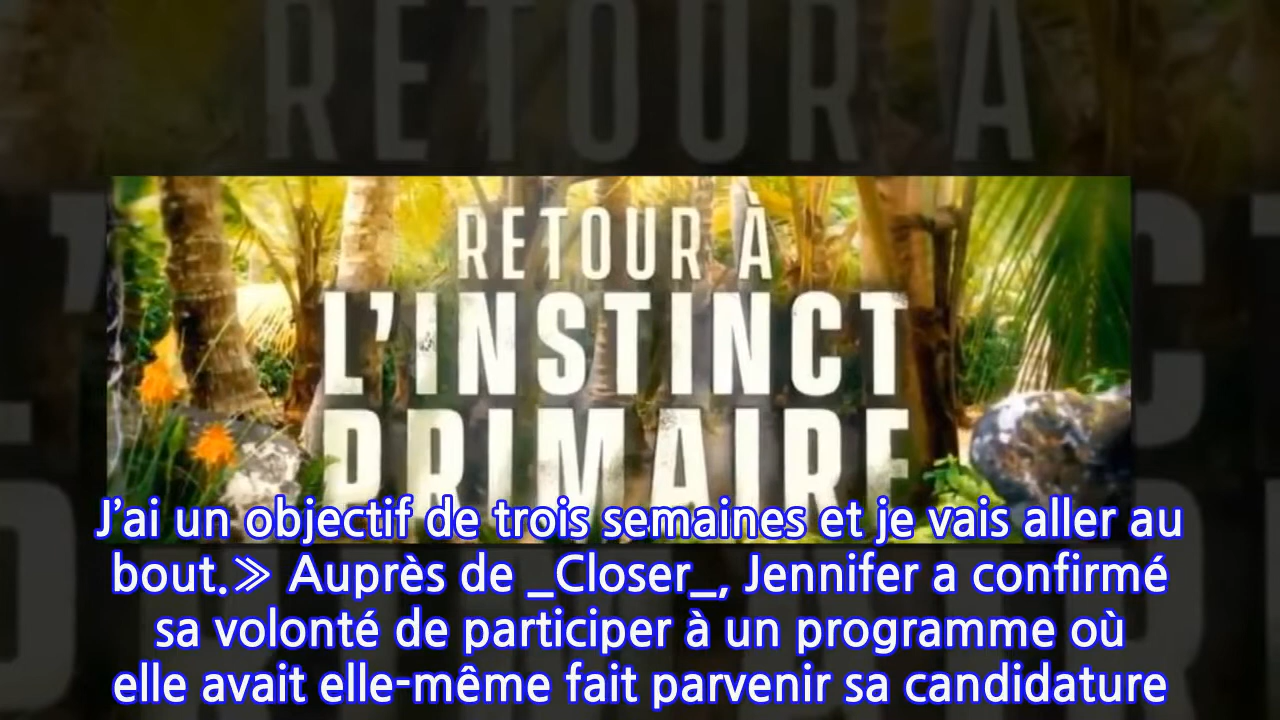 RETOUR À
RETOUR À
L'INSTINCT
PRIMAIRE
J'ai un objectif de trois semaines et je vais aller au
bout.≫ Auprès de _Closer_, Jennifer a confirmé
sa volonté de participer à un programme où
elle avait elle-même fait parvenir sa candidature